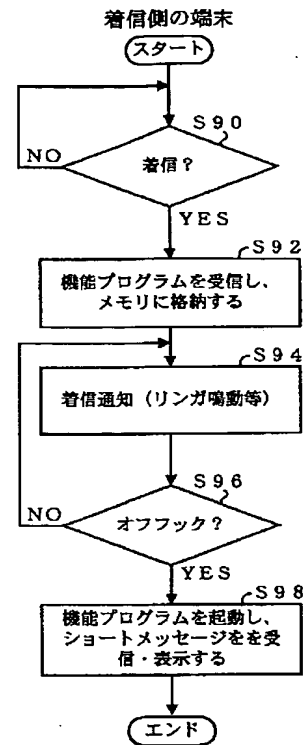 着信側の端末
スタート
S90
着信？
NO
YES
S92
機能プログラムを受信し、
メモリに格納する
S94
着信通知（リンガ鳴動等）
S96
オフフック？
NO
YES
S98
機能プログラムを起動し、
ショートメッセージをを受
信・表示する
エンド